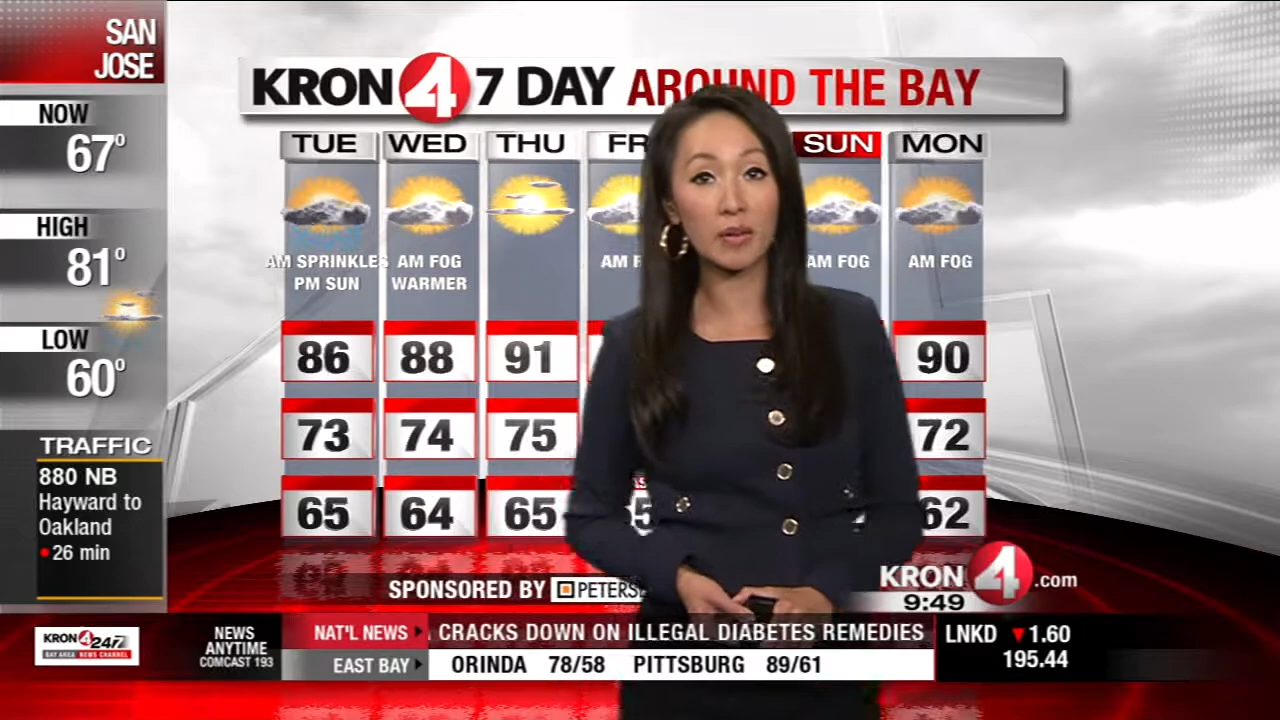 SAN
JOSE
NOW
67°
HIGH
81°
LOW
60°
TRAFFIC
880 NB
Hayward to
Oakland
26 min
KRON 4 7 DAY AROUND THE BAY
TUE WED THU FR SUN MON
AM SPRINKLES
PM SUN
AM FOG
WARMER
AM F
AM FOG
AM FOG
86 88 91 90
73 74 75 72
65 64 65 5 62
SPONSORED BY PETERS
KRON 4 .com
9:49
KRON 4 24/7
BAY AREA NEWS CHANNEL
NEWS
ANYTIME
COMCAST 193
NAT'L NEWS CRACKS DOWN ON ILLEGAL DIABETES REMEDIES
EAST BAY ORINDA 78/58 PITTSBURG 89/61
LNKD ▼1.60
195.44